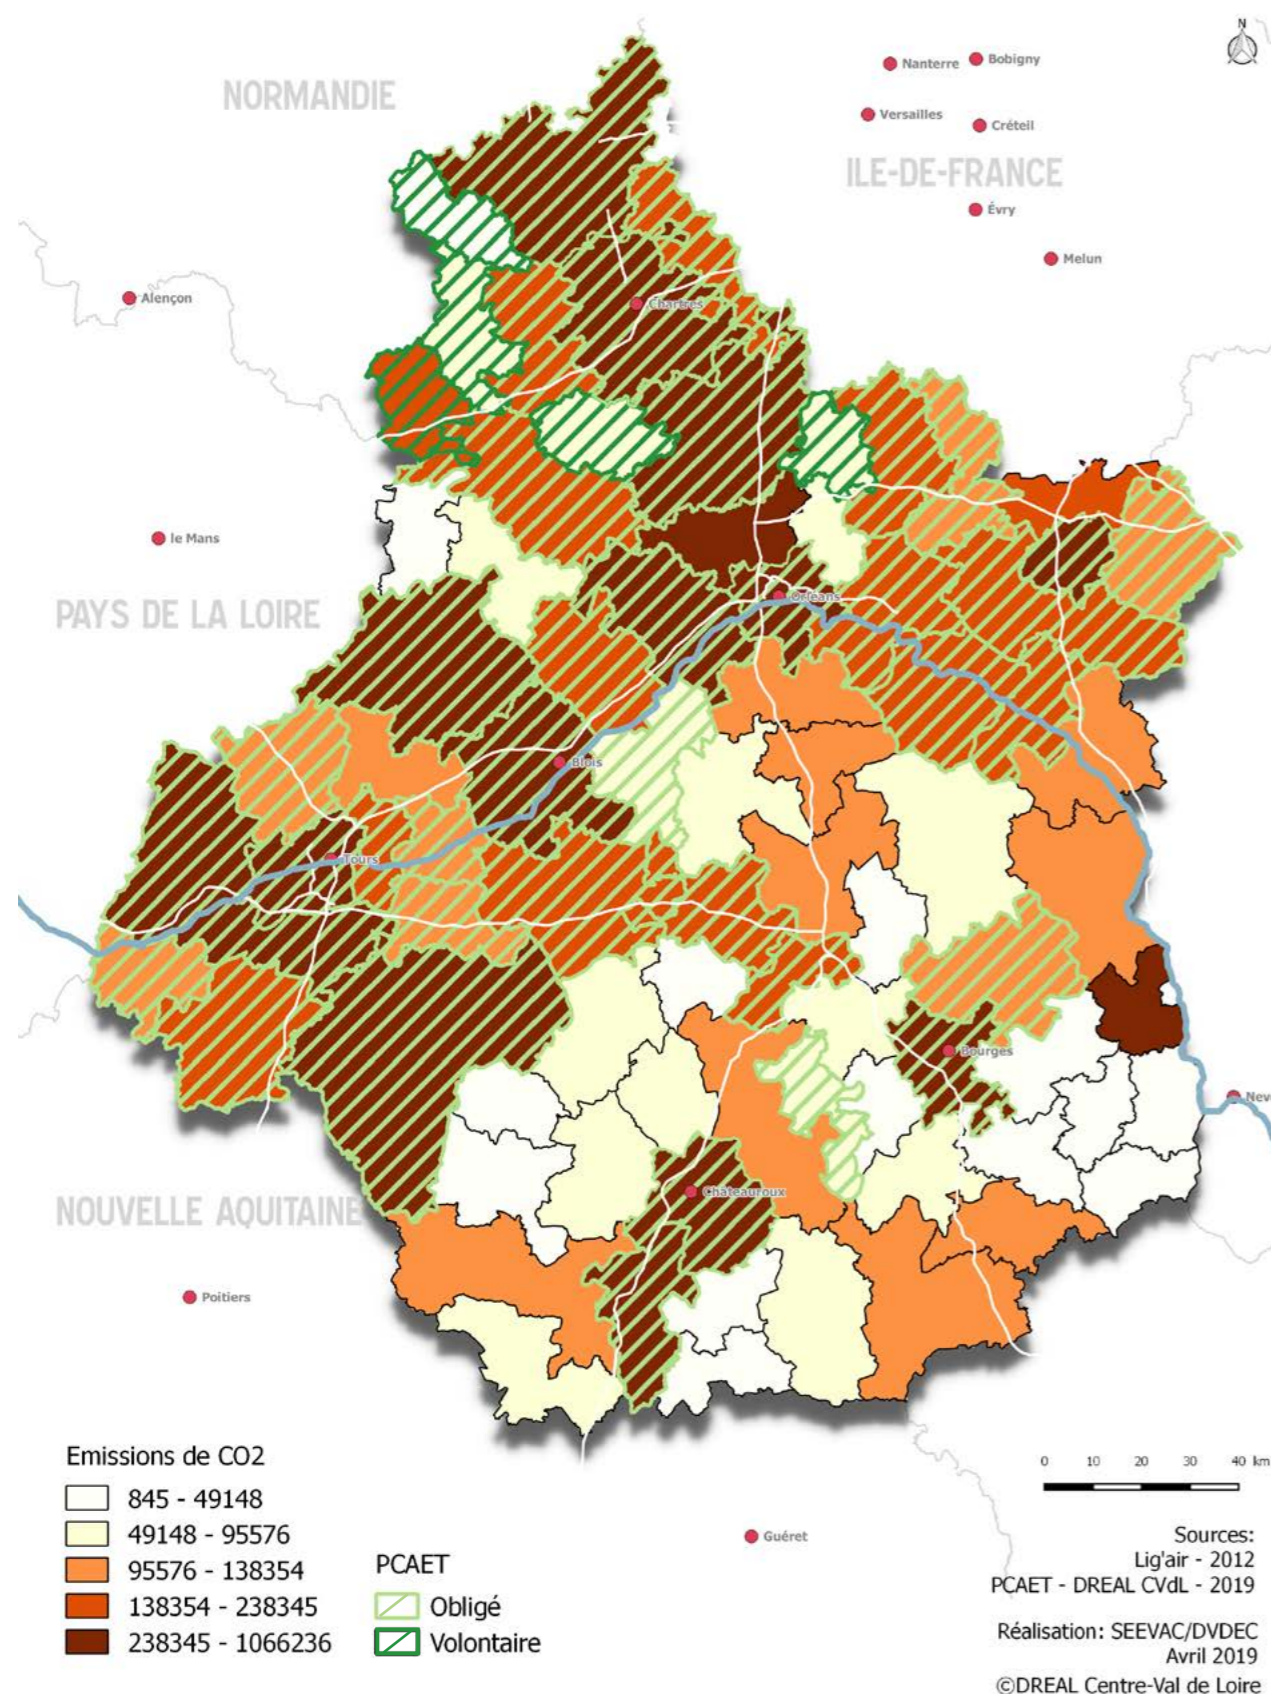 N
NORMANDIE
Nanterre
Bobigny
Versailles
Créteil
ILE-DE-FRANCE
Évry
Melun
Alençon
Chartres
le Mans
Orléans
PAYS DE LA LOIRE
Blois
Tours
Bourges
Neve
Chateauroux
NOUVELLE AQUITAINE
Poitiers
Emissions de CO2
845 - 49148
49148 - 95576
95576 - 138354
138354 - 238345
238345 - 1066236
PCAET
Obligé
Volontaire
Guéret
0 10 20 30 40 km
Sources:
Lig'air - 2012
PCAET - DREAL CVdL - 2019
Réalisation: SEEVAC/DVDEC
Avril 2019
©DREAL Centre-Val de Loire